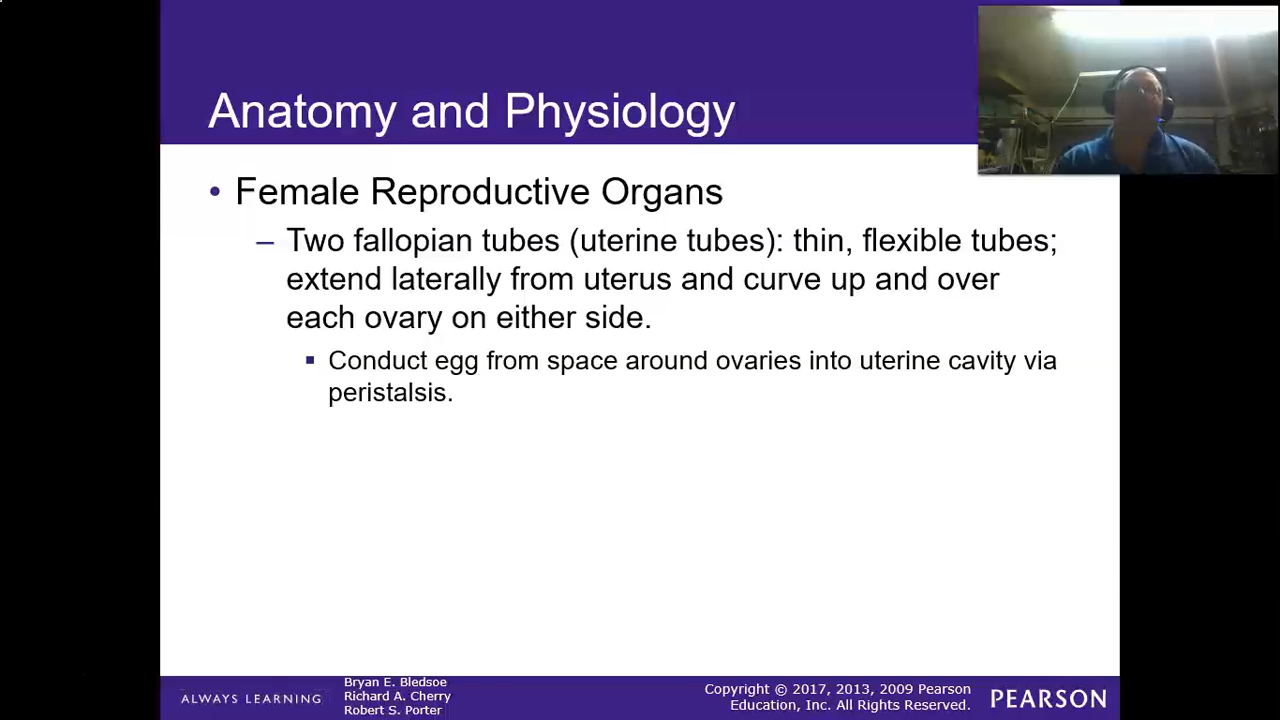 Anatomy and Physiology
• Female Reproductive Organs
– Two fallopian tubes (uterine tubes): thin, flexible tubes;
extend laterally from uterus and curve up and over
each ovary on either side.
▪ Conduct egg from space around ovaries into uterine cavity via
peristalsis.
ALWAYS LEARNING
Bryan E. Bledsoe
Richard A. Cherry
Robert S. Porter
Copyright © 2017, 2013, 2009 Pearson
Education, Inc. All Rights Reserved.
PEARSON